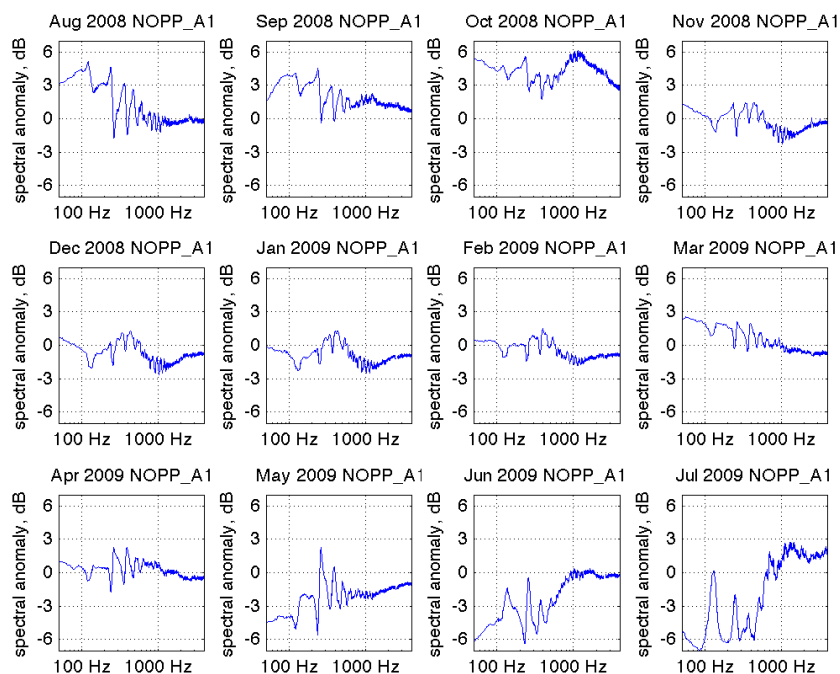 Aug 2008 NOPP_A1
Sep 2008 NOPP_A1
Oct 2008 NOPP_A1
Nov 2008 NOPP_A1
spectral anomaly, dB
6
3
0
-3
-6
100 Hz 1000 Hz
spectral anomaly, dB
6
3
0
-3
-6
100 Hz 1000 Hz
spectral anomaly, dB
6
3
0
-3
-6
100 Hz 1000 Hz
spectral anomaly, dB
6
3
0
-3
-6
100 Hz 1000 Hz
Dec 2008 NOPP_A1
Jan 2009 NOPP_A1
Feb 2009 NOPP_A1
Mar 2009 NOPP_A1
spectral anomaly, dB
6
3
0
-3
-6
100 Hz 1000 Hz
spectral anomaly, dB
6
3
0
-3
-6
100 Hz 1000 Hz
spectral anomaly, dB
6
3
0
-3
-6
100 Hz 1000 Hz
spectral anomaly, dB
6
3
0
-3
-6
100 Hz 1000 Hz
Apr 2009 NOPP_A1
May 2009 NOPP_A1
Jun 2009 NOPP_A1
Jul 2009 NOPP_A1
spectral anomaly, dB
6
3
0
-3
-6
100 Hz 1000 Hz
spectral anomaly, dB
6
3
0
-3
-6
100 Hz 1000 Hz
spectral anomaly, dB
6
3
0
-3
-6
100 Hz 1000 Hz
spectral anomaly, dB
6
3
0
-3
-6
100 Hz 1000 Hz